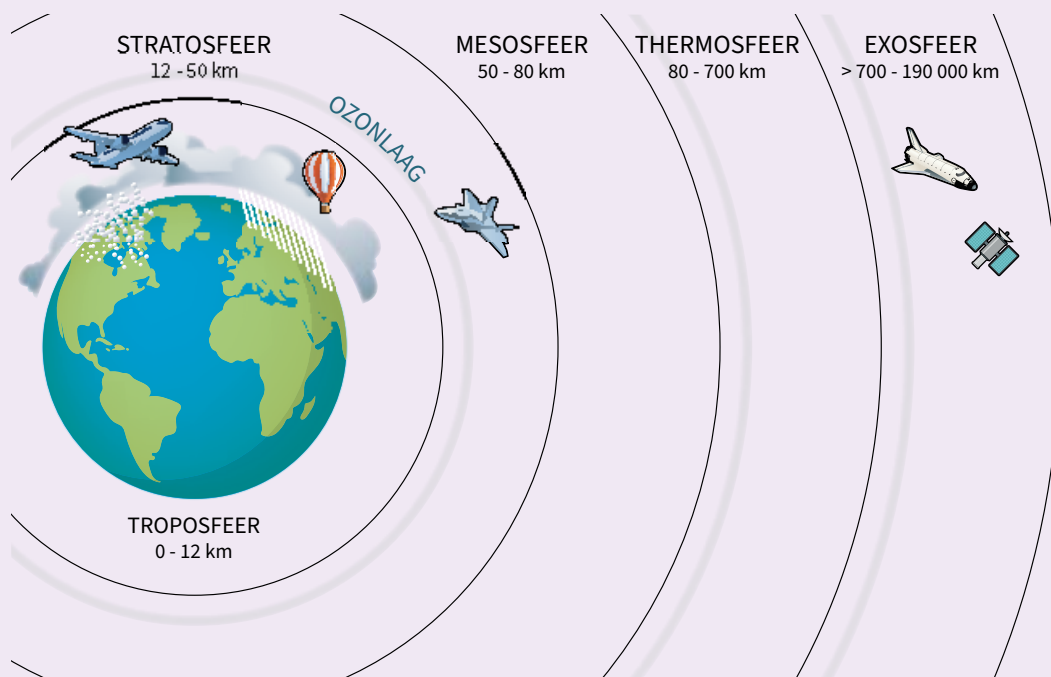 STRATOSFEER
12 - 50 km
MESOSFEER
50 - 80 km
THERMOSFEER
80 - 700 km
EXOSFEER
> 700 - 190 000 km
OZONLAAG
TROPOSFEER
0 - 12 km